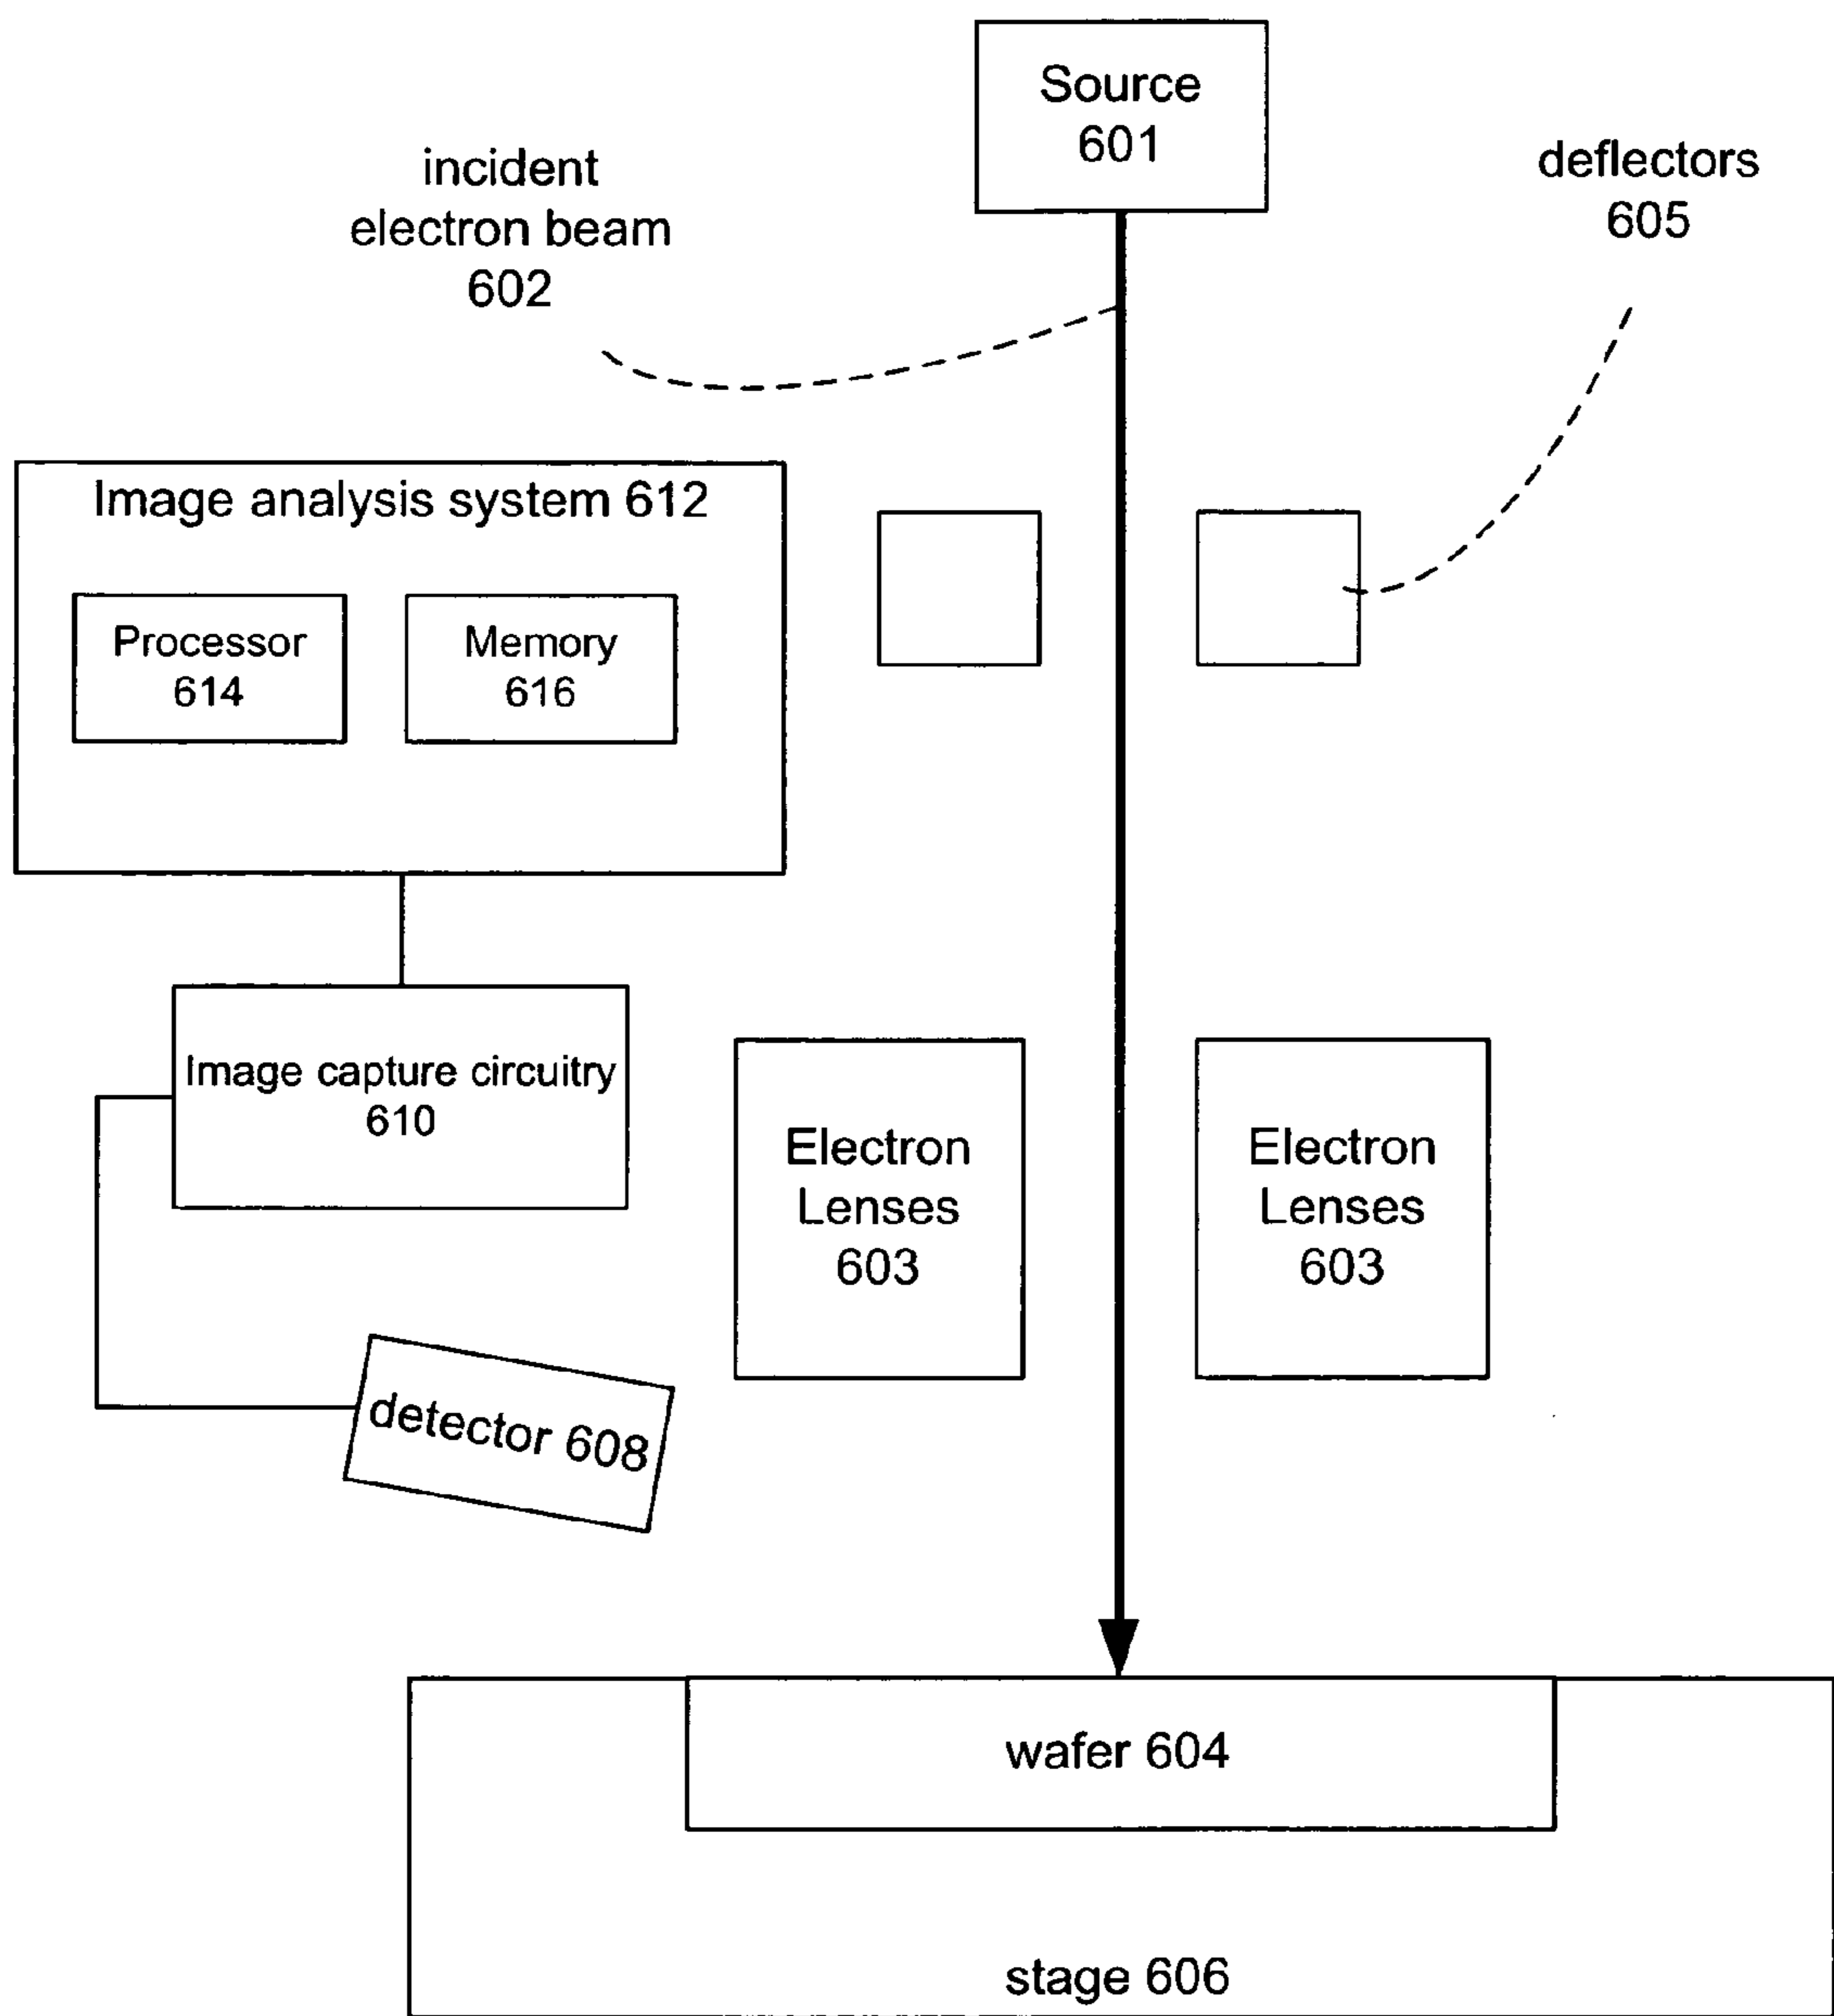 Source
601
incident
electron beam
602
deflectors
605
Image analysis system 612
Processor
614
Memory
616
Image capture circuitry
610
Electron
Lenses
603
Electron
Lenses
603
detector 608
wafer 604
stage 606